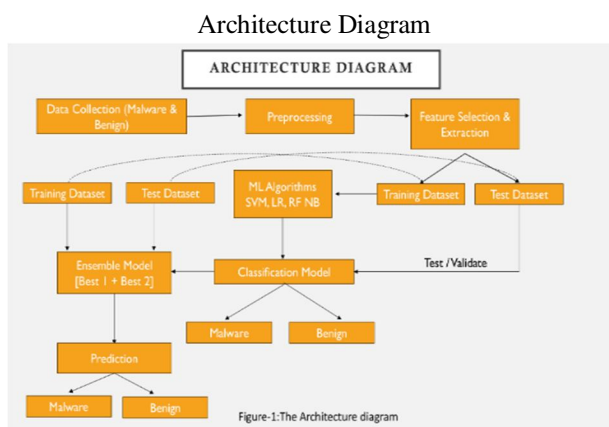 Architecture Diagram
ARCHITECTURE DIAGRAM
Data Collection (Malware &
Benign)
Preprocessing
Feature Selection &
Extraction
Training Dataset
Test Dataset
ML Algorithms
SVM, LR, RF NB
Training Dataset
Test Dataset
Ensemble Model
[Best 1 + Best 2]
Classification Model
Test / Validate
Malware
Benign
Prediction
Malware
Benign
Figure-1:The Architecture diagram